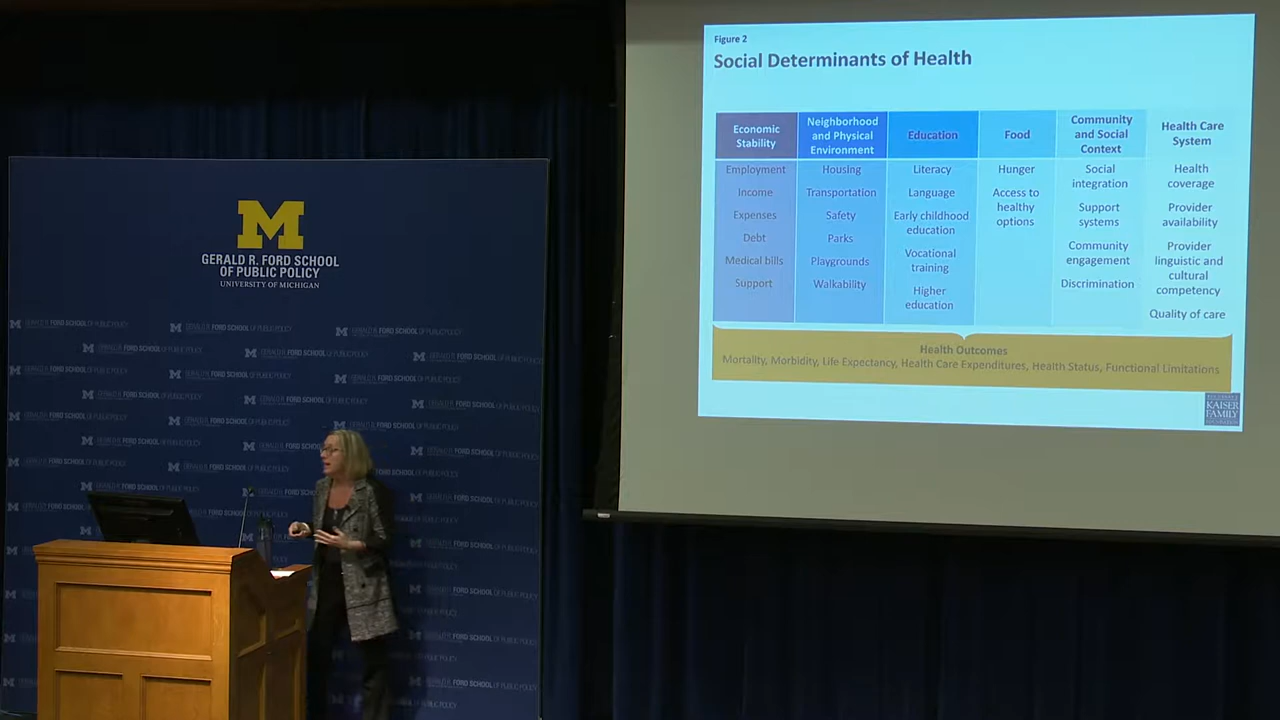 M
GERALD R. FORD SCHOOL
OF PUBLIC POLICY
UNIVERSITY OF MICHIGAN
Figure 2
Social Determinants of Health
Economic
Stability
Employment
Income
Expenses
Debt
Medical bills
Support
Neighborhood
and Physical
Environment
Housing
Transportation
Safety
Parks
Playgrounds
Walkability
Education
Literacy
Language
Early childhood
education
Vocational
training
Higher
education
Food
Hunger
Access to
healthy
options
Community
and Social
Context
Social
integration
Support
systems
Community
engagement
Discrimination
Health Care
System
Health
coverage
Provider
availability
Provider
linguistic and
cultural
competency
Quality of care
Health Outcomes
Mortality, Morbidity, Life Expectancy, Health Care Expenditures, Health Status, Functional Limitations
KAISER
FAMILY